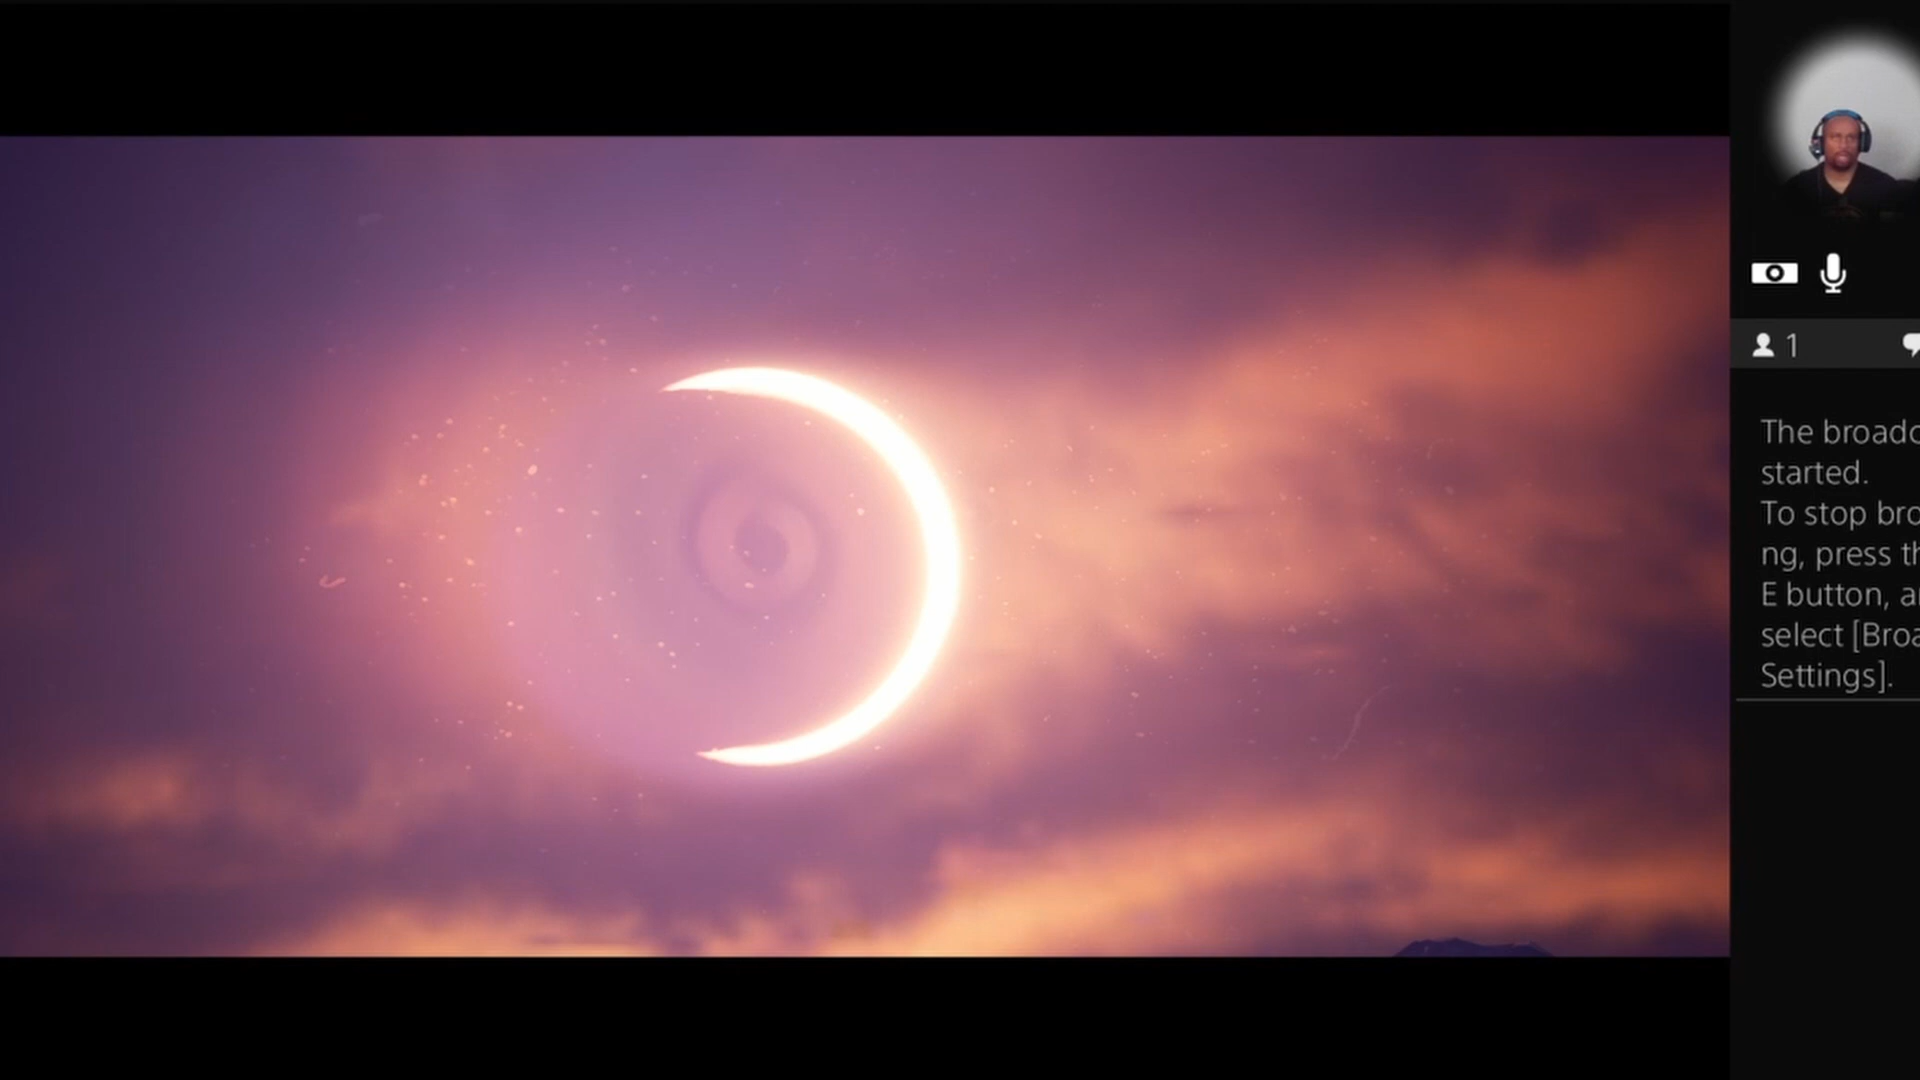 1
The broadc
started.
To stop bro
ng, press th
E button, a
select [Broa
Settings].